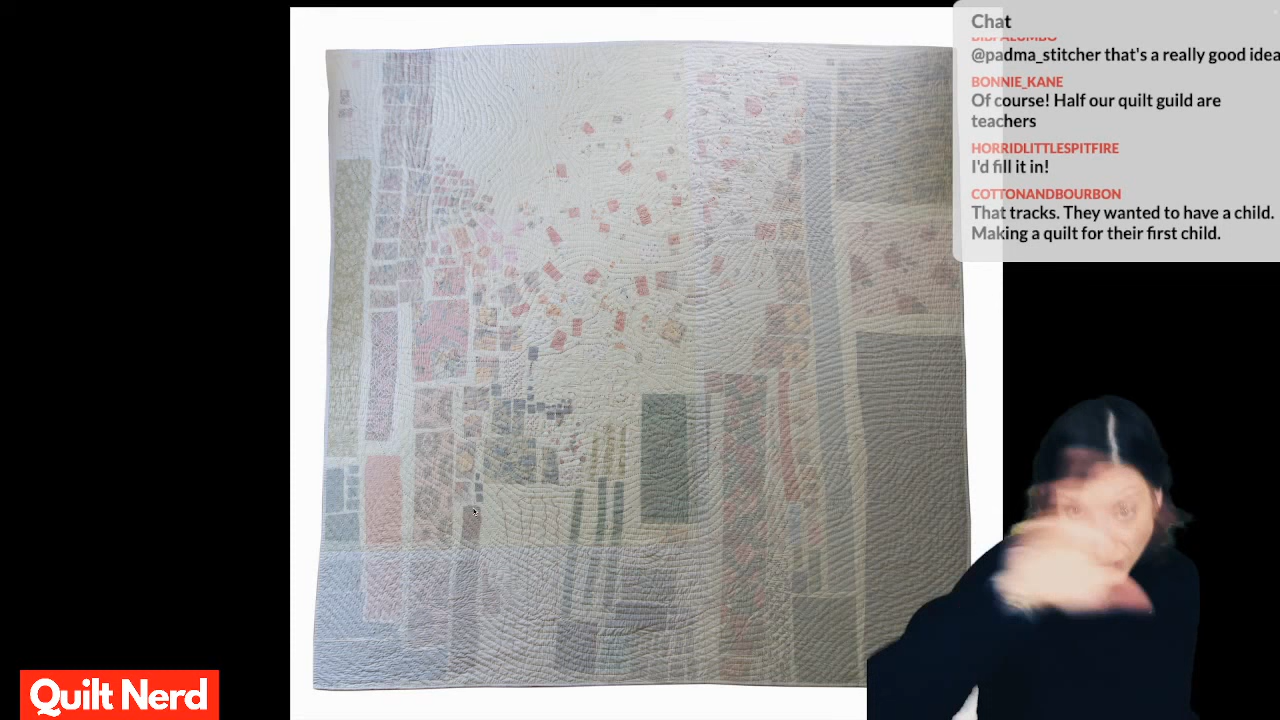 Chat
BIBPALUMBO
@padma_stitcher that's a really good idea
BONNIE_KANE
Of course! Half our quilt guild are
teachers
HORRIDLITTLESPITFIRE
I'd fill it in!
COTTONANDBOURBON
That tracks. They wanted to have a child.
Making a quilt for their first child.
Quilt Nerd